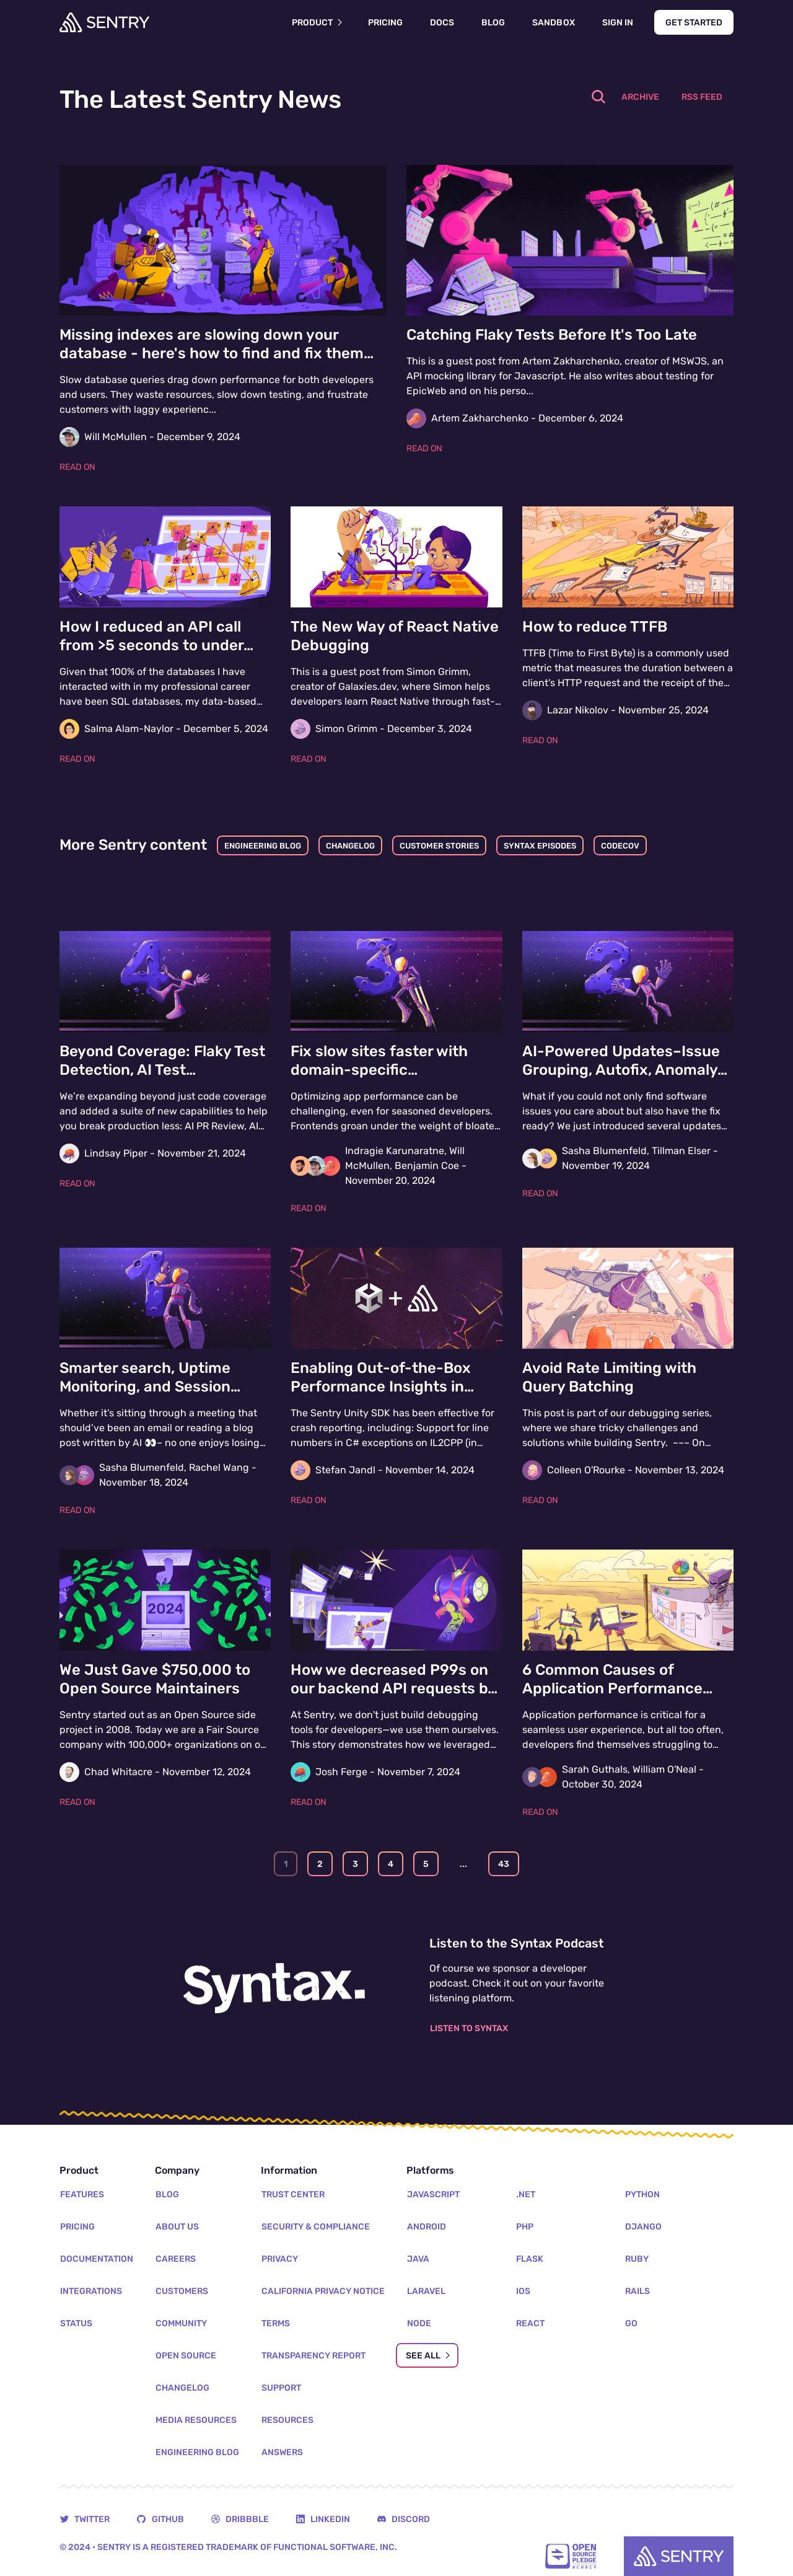 SENTRY
PRODUCT
PRICING
DOCS
BLOG
SANDBOX
SIGN IN
GET STARTED
The Latest Sentry News
ARCHIVE
RSS FEED
Missing indexes are slowing down your
database - here's how to find and fix them...
Slow database queries drag down performance for both developers
and users. They waste resources, slow down testing, and frustrate
customers with laggy experienc...
Will McMullen - December 9, 2024
READ ON
Catching Flaky Tests Before It's Too Late
This is a guest post from Artem Zakharchenko, creator of MSWJS, an
API mocking library for Javascript. He also writes about testing for
EpicWeb and on his perso...
Artem Zakharchenko - December 6, 2024
READ ON
How I reduced an API call
from >5 seconds to under...
Given that 100% of the databases I have
interacted with in my professional career
have been SQL databases, my data-based...
Salma Alam-Naylor - December 5, 2024
READ ON
The New Way of React Native
Debugging
This is a guest post from Simon Grimm,
creator of Galaxies.dev, where Simon helps
developers learn React Native through fast-...
Simon Grimm - December 3, 2024
READ ON
How to reduce TTFB
TTFB (Time to First Byte) is a commonly used
metric that measures the duration between a
client's HTTP request and the receipt of the...
Lazar Nikolov - November 25, 2024
READ ON
More Sentry content
ENGINEERING BLOG
CHANGELOG
CUSTOMER STORIES
SYNTAX EPISODES
CODECOV
4
Beyond Coverage: Flaky Test
Detection, AI Test...
We're expanding beyond just code coverage
and added a suite of new capabilities to help
you break production less: AI PR Review, AI...
Lindsay Piper - November 21, 2024
READ ON
3
Fix slow sites faster with
domain-specific...
Optimizing app performance can be
challenging, even for seasoned developers.
Frontends groan under the weight of bloate...
Indragie Karunaratne, Will
McMullen, Benjamin Coe -
November 20, 2024
READ ON
2
AI-Powered Updates–Issue
Grouping, Autofix, Anomaly...
What if you could not only find software
issues you care about but also have the fix
ready? We just introduced several updates...
Sasha Blumenfeld, Tillman Elser -
November 19, 2024
READ ON
1
Smarter search, Uptime
Monitoring, and Session...
Whether it's sitting through a meeting that
should've been an email or reading a blog
post written by AI 👀– no one enjoys losing...
Sasha Blumenfeld, Rachel Wang -
November 18, 2024
READ ON
+
Enabling Out-of-the-Box
Performance Insights in...
The Sentry Unity SDK has been effective for
crash reporting, including: Support for line
numbers in C# exceptions on IL2CPP (in...
Stefan Jandl - November 14, 2024
READ ON
Avoid Rate Limiting with
Query Batching
This post is part of our debugging series,
where we share tricky challenges and
solutions while building Sentry. ~~~ On...
Colleen O'Rourke - November 13, 2024
READ ON
2024
We Just Gave $750,000 to
Open Source Maintainers
Sentry started out as an Open Source side
project in 2008. Today we are a Fair Source
company with 100,000+ organizations on o...
Chad Whitacre - November 12, 2024
READ ON
How we decreased P99s on
our backend API requests b...
At Sentry, we don't just build debugging
tools for developers—we use them ourselves.
This story demonstrates how we leveraged...
Josh Ferge - November 7, 2024
READ ON
6 Common Causes of
Application Performance...
Application performance is critical for a
seamless user experience, but all too often,
developers find themselves struggling to...
Sarah Guthals, William O'Neal -
October 30, 2024
READ ON
1 2 3 4 5 ... 43
Syntax.
Listen to the Syntax Podcast
Of course we sponsor a developer
podcast. Check it out on your favorite
listening platform.
LISTEN TO SYNTAX
Product
FEATURES
PRICING
DOCUMENTATION
INTEGRATIONS
STATUS
Company
BLOG
ABOUT US
CAREERS
CUSTOMERS
COMMUNITY
OPEN SOURCE
CHANGELOG
MEDIA RESOURCES
ENGINEERING BLOG
Information
TRUST CENTER
SECURITY & COMPLIANCE
PRIVACY
CALIFORNIA PRIVACY NOTICE
TERMS
TRANSPARENCY REPORT
SUPPORT
RESOURCES
ANSWERS
Platforms
JAVASCRIPT
ANDROID
JAVA
LARAVEL
NODE
.NET
PHP
FLASK
IOS
REACT
PYTHON
DJANGO
RUBY
RAILS
GO
SEE ALL
TWITTER
GITHUB
DRIBBBLE
LINKEDIN
DISCORD
© 2024 • SENTRY IS A REGISTERED TRADEMARK OF FUNCTIONAL SOFTWARE, INC.
OPEN
SOURCE
PLEDGE
MEMBER
SENTRY